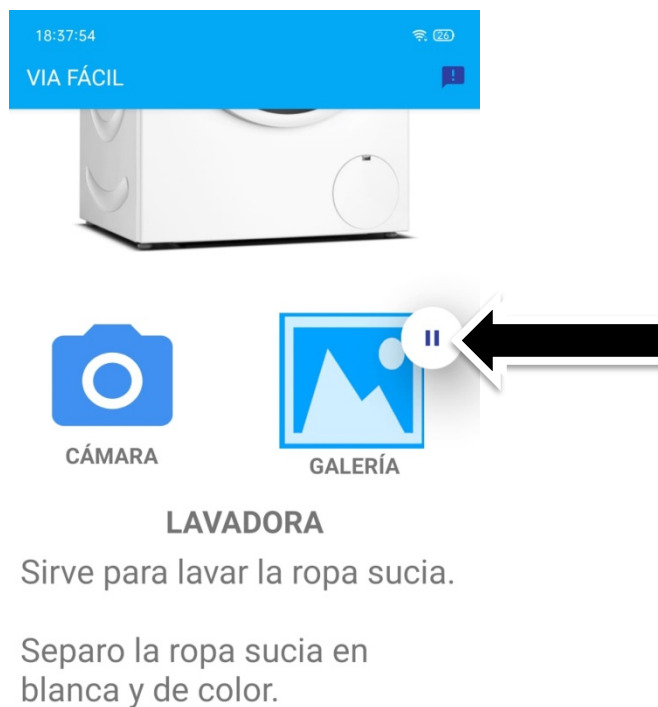 18:37:54 26
VIA FÁCIL
CÁMARA
GALERÍA
LAVADORA
Sirve para lavar la ropa sucia.
Separo la ropa sucia en
blanca y de color.